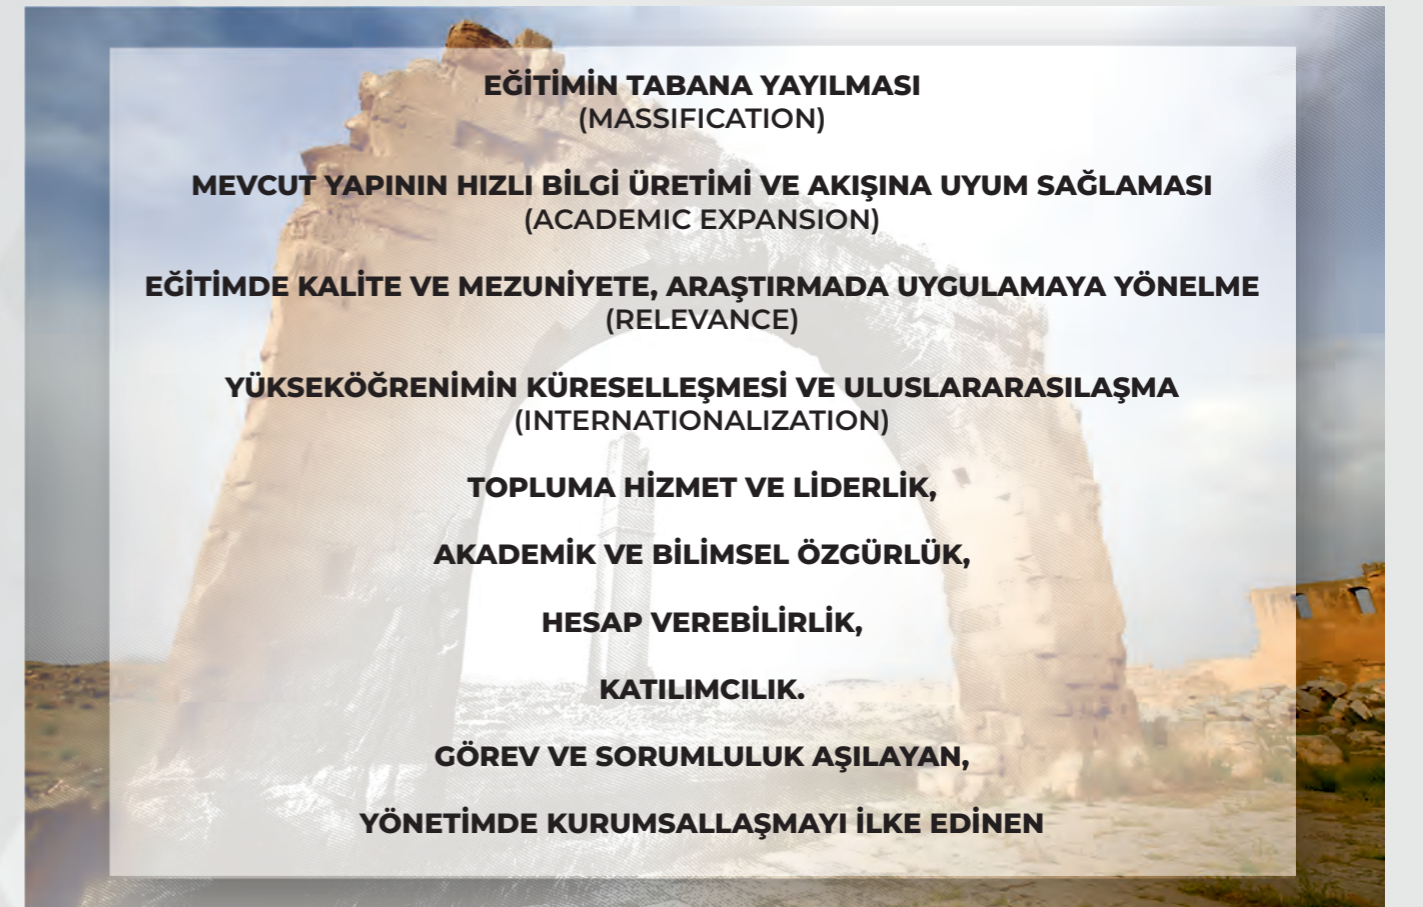 EĞİTİMİN TABANA YAYILMASI
(MASSIFICATION)
MEVCUT YAPININ HIZLI BİLGİ ÜRETİMİ VE AKIŞINA UYUM SAĞLAMASI
(ACADEMIC EXPANSION)
EĞİTİMDE KALİTE VE MEZUNİYETE, ARAŞTIRMADA UYGULAMAYA YÖNELME
(RELEVANCE)
YÜKSEKÖĞRENİMİN KÜRESELLEŞMESİ VE ULUSLARARASILAŞMA
(INTERNATIONALIZATION)
TOPLUMA HİZMET VE LİDERLİK,
AKADEMİK VE BİLİMSEL ÖZGÜRLÜK,
HESAP VEREBİLİRLİK,
KATILIMCILIK.
GÖREV VE SORUMLULUK AŞILAYAN,
YÖNETİMDE KURUMSALLAŞMAYI İLKE EDİNEN